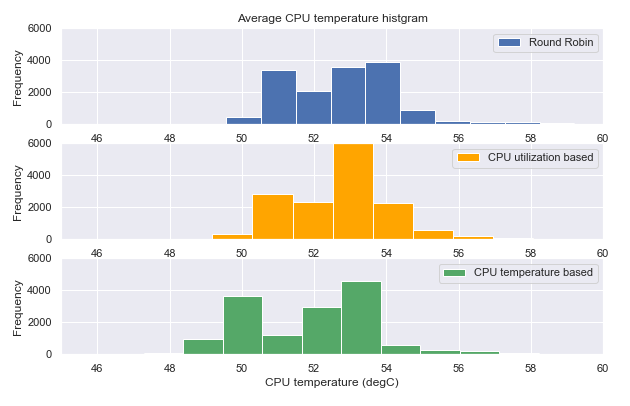 Average CPU temperature histgram
6000
4000
2000
0
Frequency
Round Robin
46 48 50 52 54 56 58 60
6000
4000
2000
0
Frequency
CPU utilization based
46 48 50 52 54 56 58 60
6000
4000
2000
0
Frequency
CPU temperature based
46 48 50 52 54 56 58 60
CPU temperature (degC)